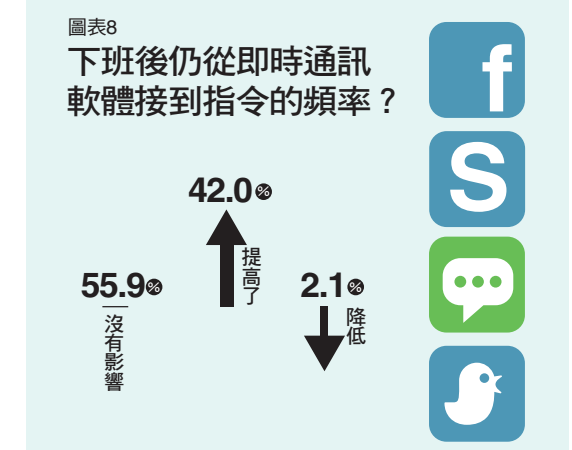 圖表8
下班後仍從即時通訊
軟體接到指令的頻率？
42.0%
提高了
55.9%
沒有影響
2.1%
降低
f
S